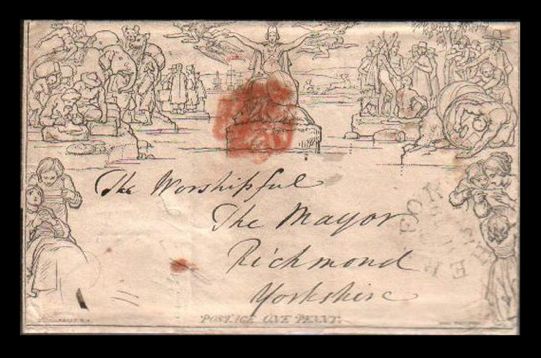 The Worshipful
The Mayor
Richmond
Yorkshire
POSTAGE ONE PENNY.